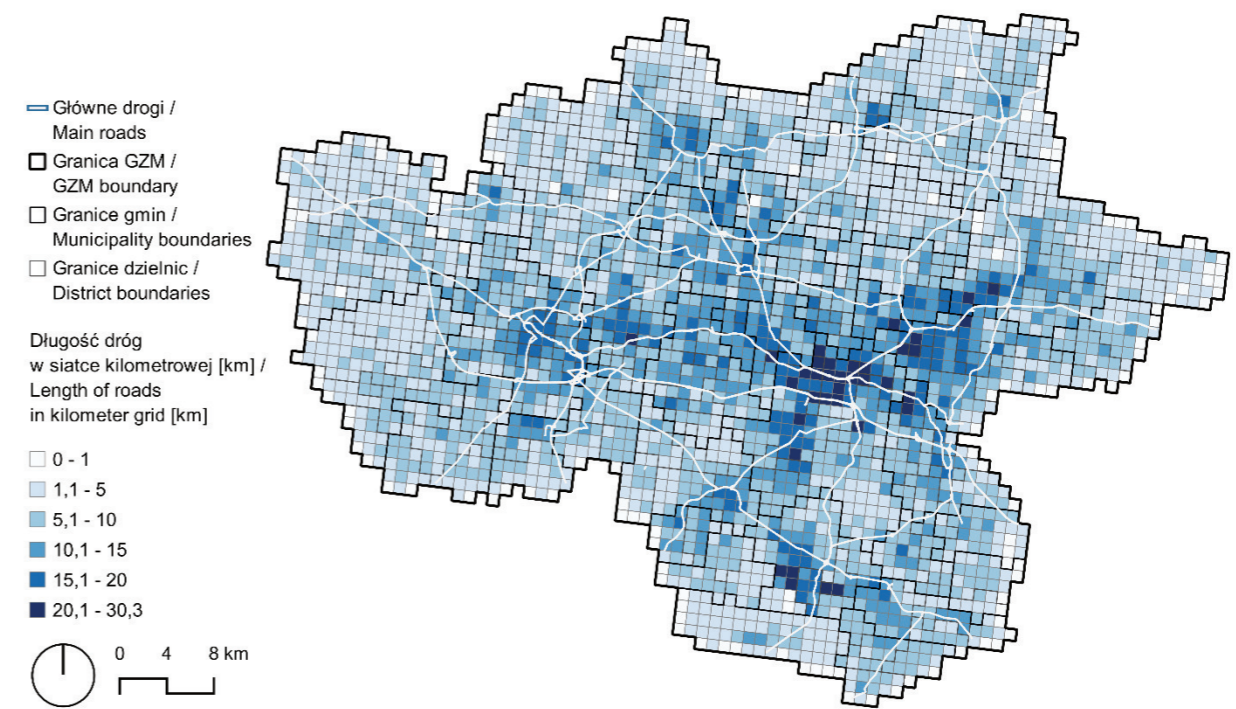 Główne drogi /
Main roads
Granica GZM /
GZM boundary
Granice gmin /
Municipality boundaries
Granice dzielnic /
District boundaries
Długość dróg
w siatce kilometrowej [km] /
Length of roads
in kilometer grid [km]
0 - 1
1,1 - 5
5,1 - 10
10,1 - 15
15,1 - 20
20,1 - 30,3
0 4 8 km